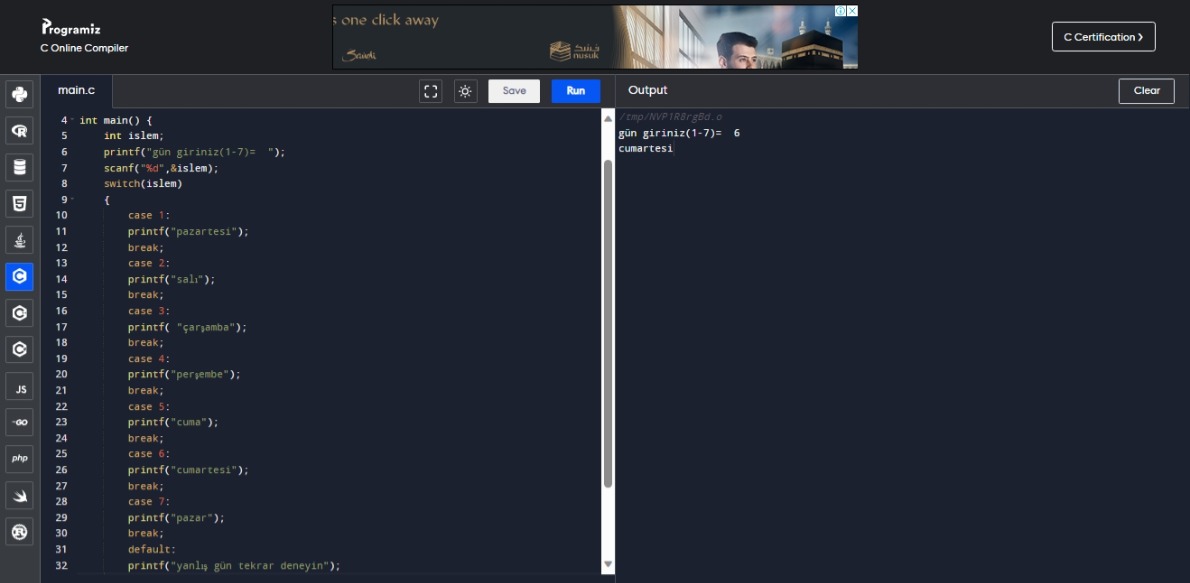 Programiz
C Online Compiler
s one click away
Saudi
nusuk
C Certification >
main.c
Save
Run
Output
Clear
4 int main() {
5 int islem;
6 printf("gün giriniz(1-7)=  ");
7 scanf("%d",&islem);
8 switch(islem)
9 {
10 case 1:
11 printf("pazartesi");
12 break;
13 case 2:
14 printf("salı");
15 break;
16 case 3:
17 printf( "çarşamba");
18 break;
19 case 4:
20 printf("perşembe");
21 break;
22 case 5:
23 printf("cuma");
24 break;
25 case 6:
26 printf("cumartesi");
27 break;
28 case 7:
29 printf("pazar");
30 break;
31 default:
32 printf("yanlış gün tekrar deneyin");
/tmp/NVP1R8rgBd.o
gün giriniz(1-7)=  6
cumartesi
JS
GO
php